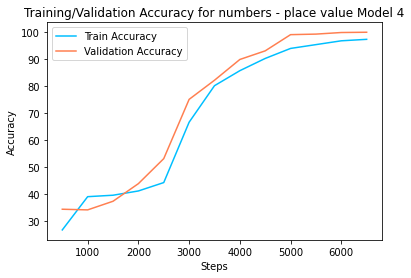 Training/Validation Accuracy for numbers - place value Model 4
Train Accuracy
Validation Accuracy
100
90
80
70
60
50
40
30
Accuracy
1000 2000 3000 4000 5000 6000
Steps